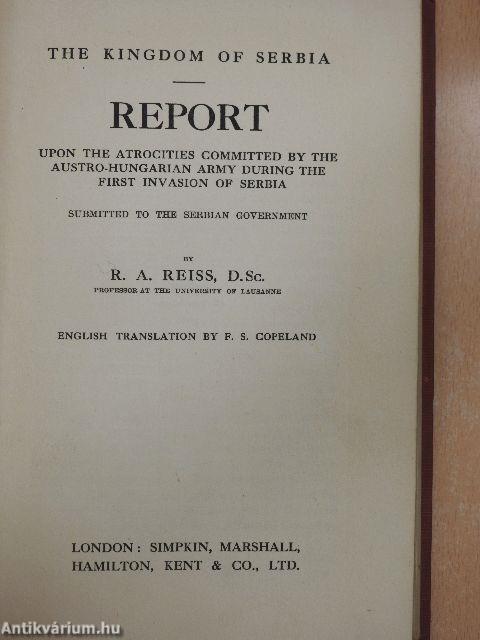 THE KINGDOM OF SERBIA
REPORT
UPON THE ATROCITIES COMMITTED BY THE
AUSTRO-HUNGARIAN ARMY DURING THE
FIRST INVASION OF SERBIA
SUBMITTED TO THE SERBIAN GOVERNMENT
BY
R. A. REISS, D.Sc.
PROFESSOR AT THE UNIVERSITY OF LAUSANNE
ENGLISH TRANSLATION BY F. S. COPELAND
LONDON: SIMPKIN, MARSHALL,
HAMILTON, KENT & CO., LTD.
Antikvárium.hu